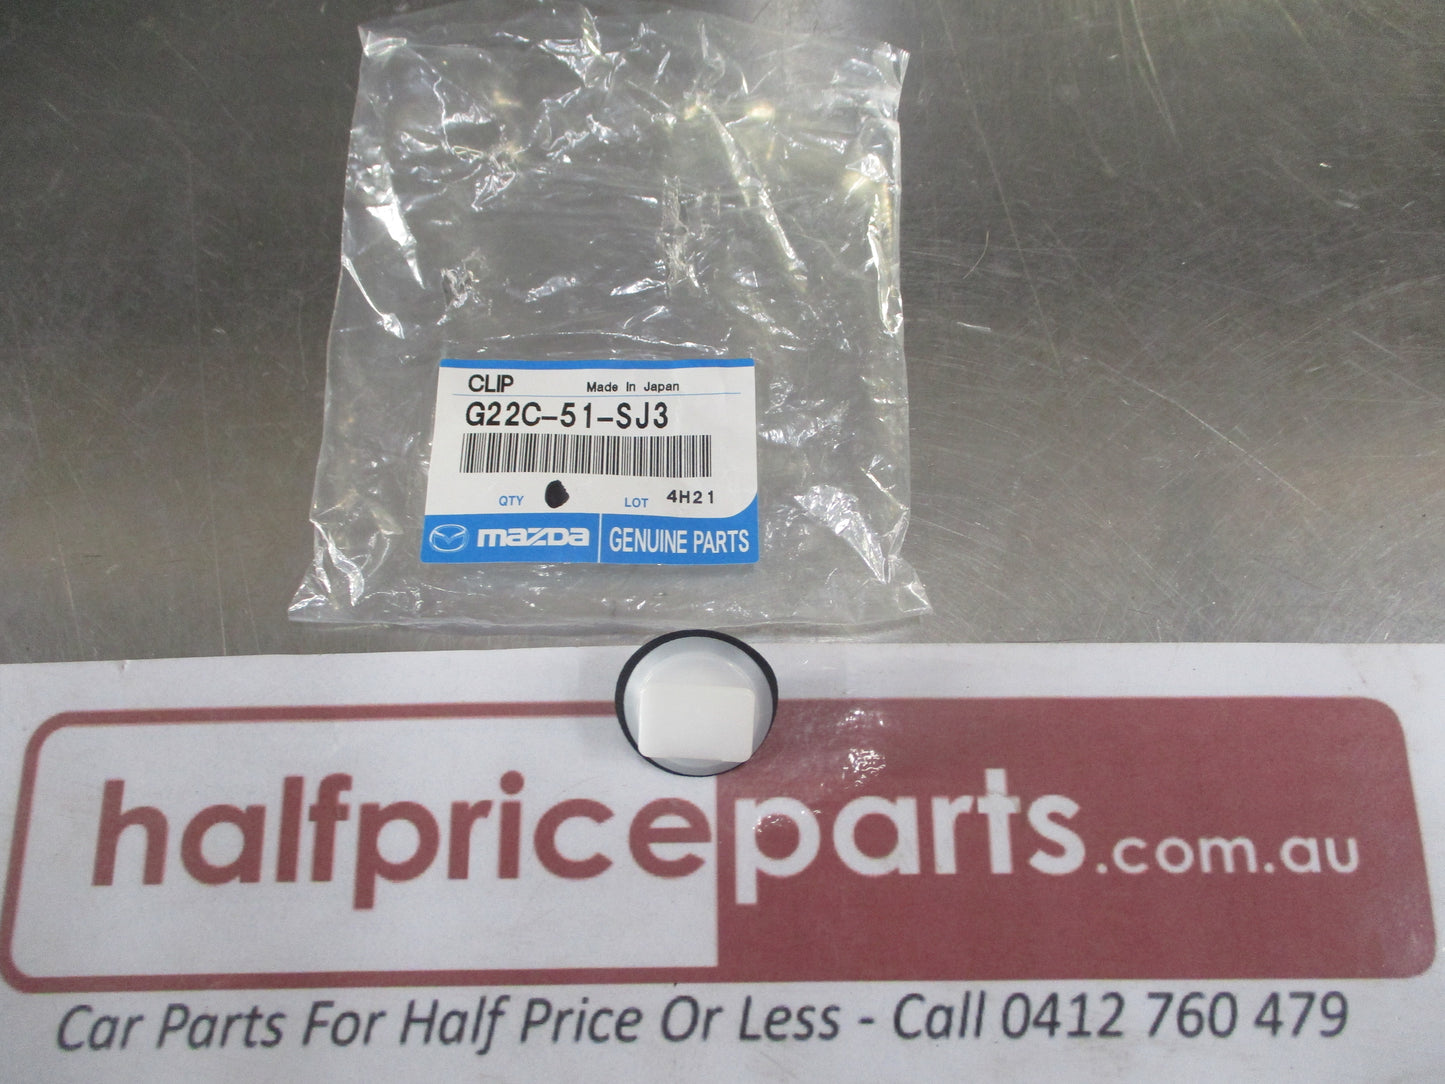 CLIP Made In Japan
G22C-51-SJ3
QTY LOT 4H21
mazda GENUINE PARTS
halfpriceparts.com.au
Car Parts For Half Price Or Less - Call 0412 760 479